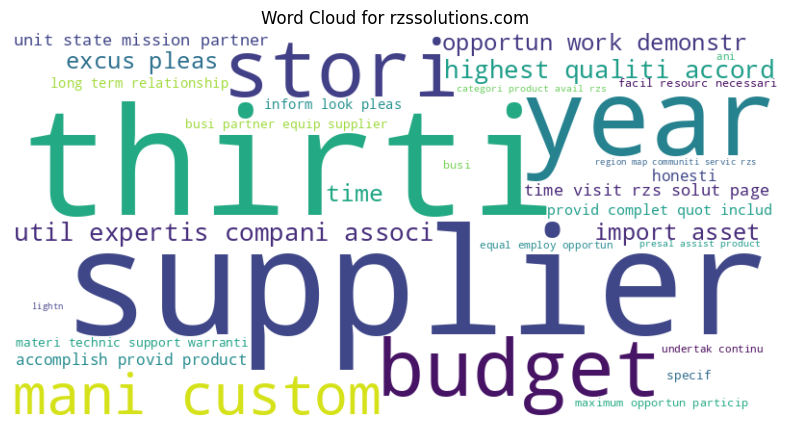 Word Cloud for rzssolutions.com
unit state mission partner
excus pleas
stori
opportun work demonstr
ani
highest qualiti accord
long term relationship
facil resourc necessari
categori product avail rzs
inform look pleas
busi partner equip supplier
thirti
year
region map communiti servic rzs
busi
honesti
time
time visit rzs solut page
provid complet quot includ
util expertis compani associ
import asset
equal employ opportun
presal assist product
supplier
lightn
materi technic support warranti
accomplish provid product
budget
undertak continu
mani custom
specif
maximum opportun particip